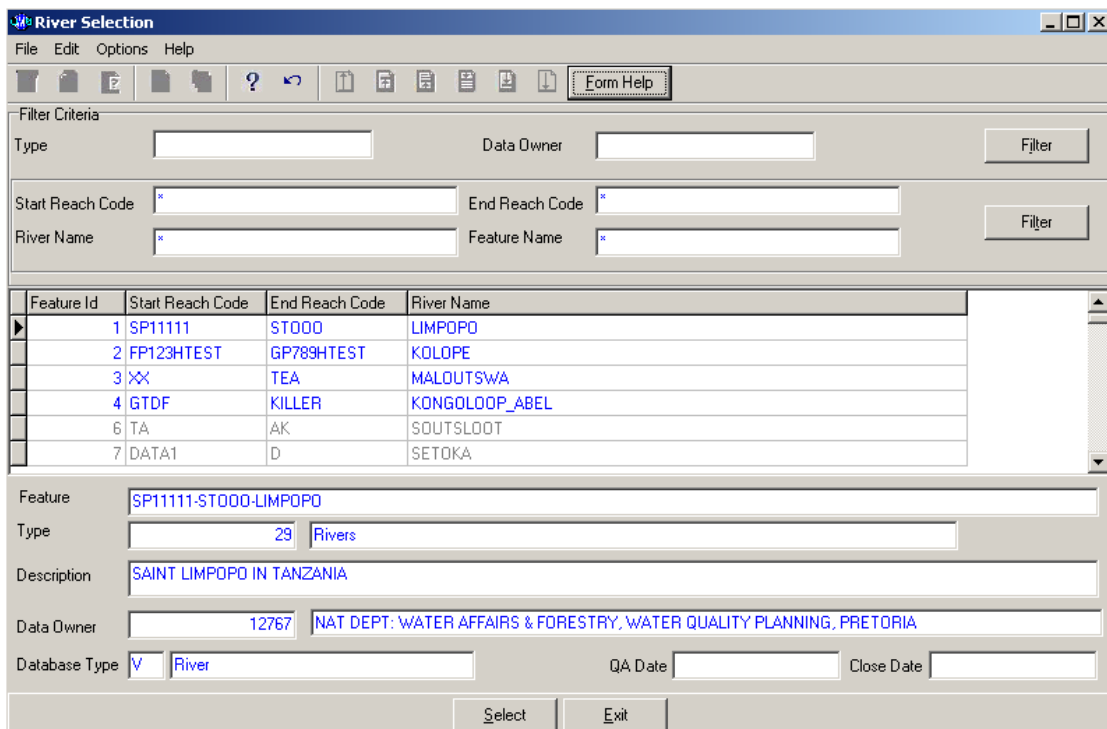 River Selection
File Edit Options Help
? Form Help
Filter Criteria
Type Data Owner Filter
Start Reach Code * End Reach Code *
Filter
River Name * Feature Name *
Feature Id Start Reach Code End Reach Code River Name
1 SP11111 STOOO LIMPOPO
2 FP123HTEST GP789HTEST KOLOPE
3 XX TEA MALOUTSWA
4 GTDF KILLER KONGOLOOP_ABEL
6 TA AK SOUTSLOOT
7 DATA1 D SETOKA
Feature SP11111-STOOO-LIMPOPO
Type 29 Rivers
Description SAINT LIMPOPO IN TANZANIA
Data Owner 12767 NAT DEPT: WATER AFFAIRS & FORESTRY, WATER QUALITY PLANNING, PRETORIA
Database Type V River QA Date Close Date
Select Exit